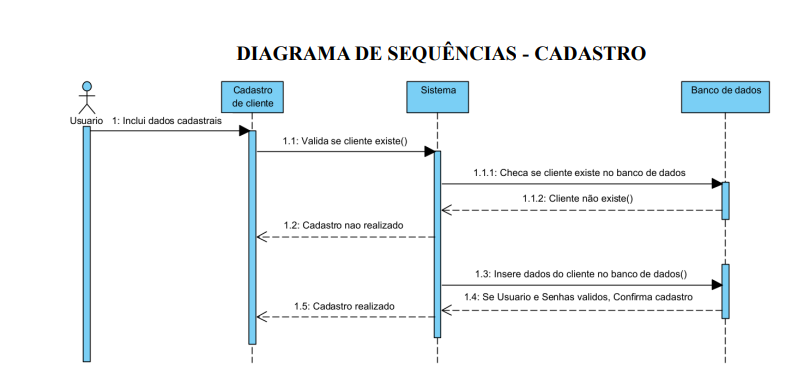 DIAGRAMA DE SEQUÊNCIAS - CADASTRO
Cadastro
de cliente
Sistema
Banco de dados
Usuario
1: Inclui dados cadastrais
1.1: Valida se cliente existe()
1.1.1: Checa se cliente existe no banco de dados
1.1.2: Cliente não existe()
1.2: Cadastro nao realizado
1.3: Insere dados do cliente no banco de dados()
1.4: Se Usuario e Senhas validos, Confirma cadastro
1.5: Cadastro realizado